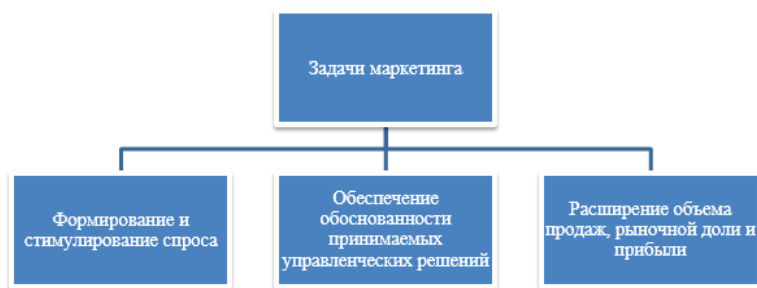 Задачи маркетинга
Формирование и
стимулирование спроса
Обеспечение
обоснованности
принимаемых
управленческих решений
Расширение объема
продаж, рыночной доли и
прибыли